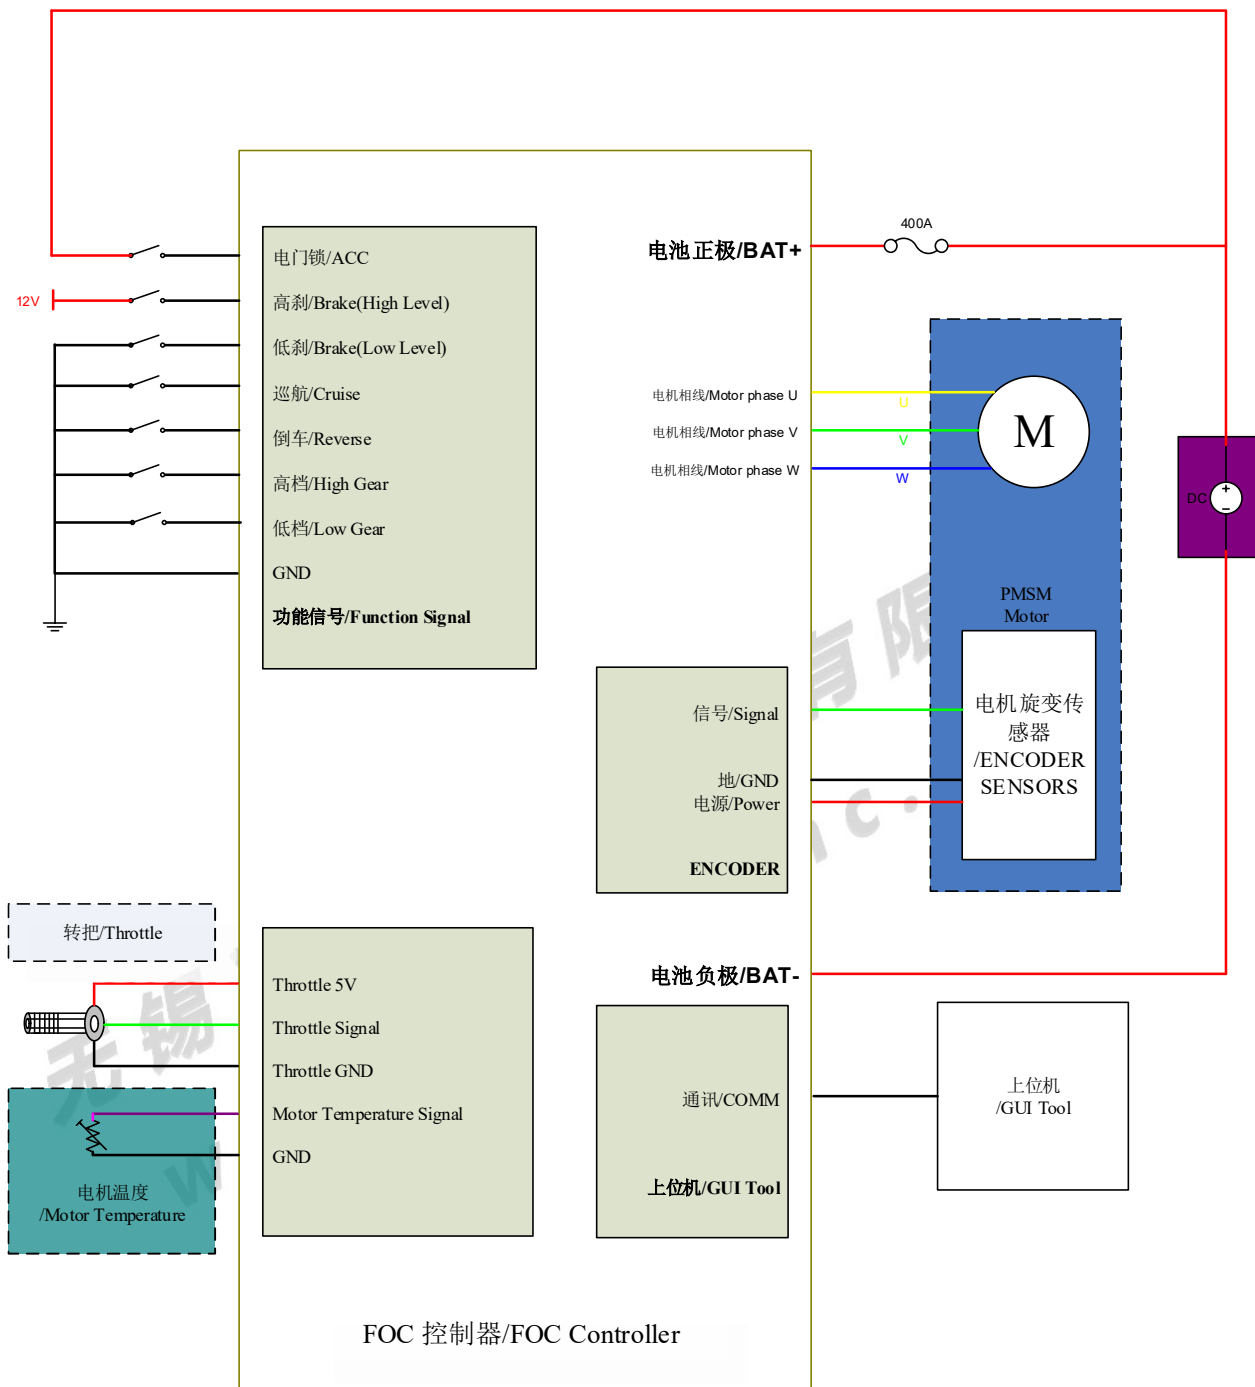 400A
电池正极/BAT+
电门锁/ACC
12V
高刹/Brake(High Level)
低刹/Brake(Low Level)
巡航/Cruise
倒车/Reverse
高档/High Gear
低档/Low Gear
GND
功能信号/Function Signal
电机相线/Motor phase U
U
电机相线/Motor phase V
V
电机相线/Motor phase W
W
M
DC
PMSM
Motor
电机旋变传
感器
/ENCODER
SENSORS
信号/Signal
地/GND
电源/Power
ENCODER
转把/Throttle
Throttle 5V
Throttle Signal
Throttle GND
Motor Temperature Signal
GND
电机温度
/Motor Temperature
电池负极/BAT-
通讯/COMM
上位机/GUI Tool
上位机
/GUI Tool
FOC 控制器/FOC Controller
无锡
有限